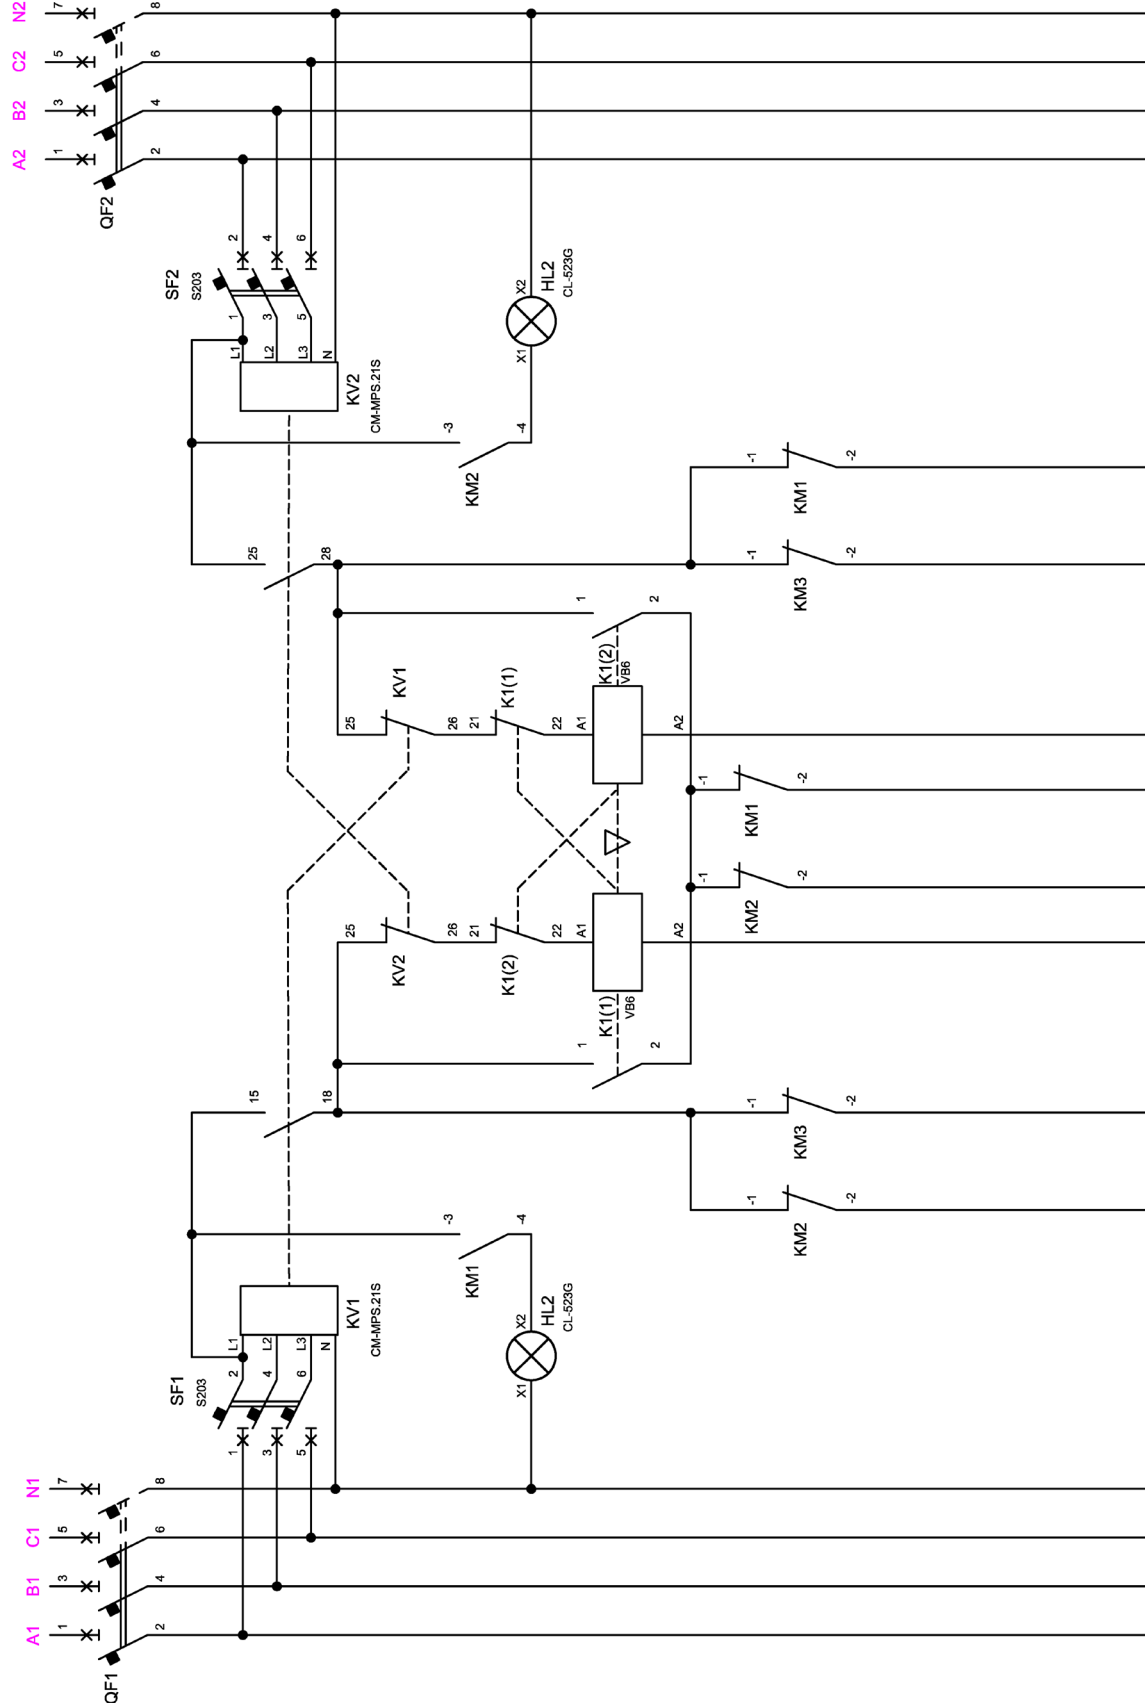 A1
B1
C1
N1
A2
B2
C2
N2
1
3
5
7
1
3
5
7
QF1
2
4
6
8
QF2
2
4
6
8
SF1
S203
1
3
5
2
4
6
L1
L2
L3
N
KV1
CM-MPS.21S
SF2
S203
2
4
6
1
3
5
L1
L2
L3
N
KV2
CM-MPS.21S
15
18
25
28
KM1
-3
-4
KM2
-3
-4
X1
X2
HL2
CL-523G
X1
X2
HL2
CL-523G
25
KV2
26
25
KV1
26
21
K1(2)
22
21
K1(1)
22
A1
K1(1)
VB6
A2
A1
K1(2)
VB6
A2
1
2
1
2
-1
KM2
-2
-1
KM3
-2
-1
KM2
-2
-1
KM1
-2
-1
KM3
-2
-1
KM1
-2